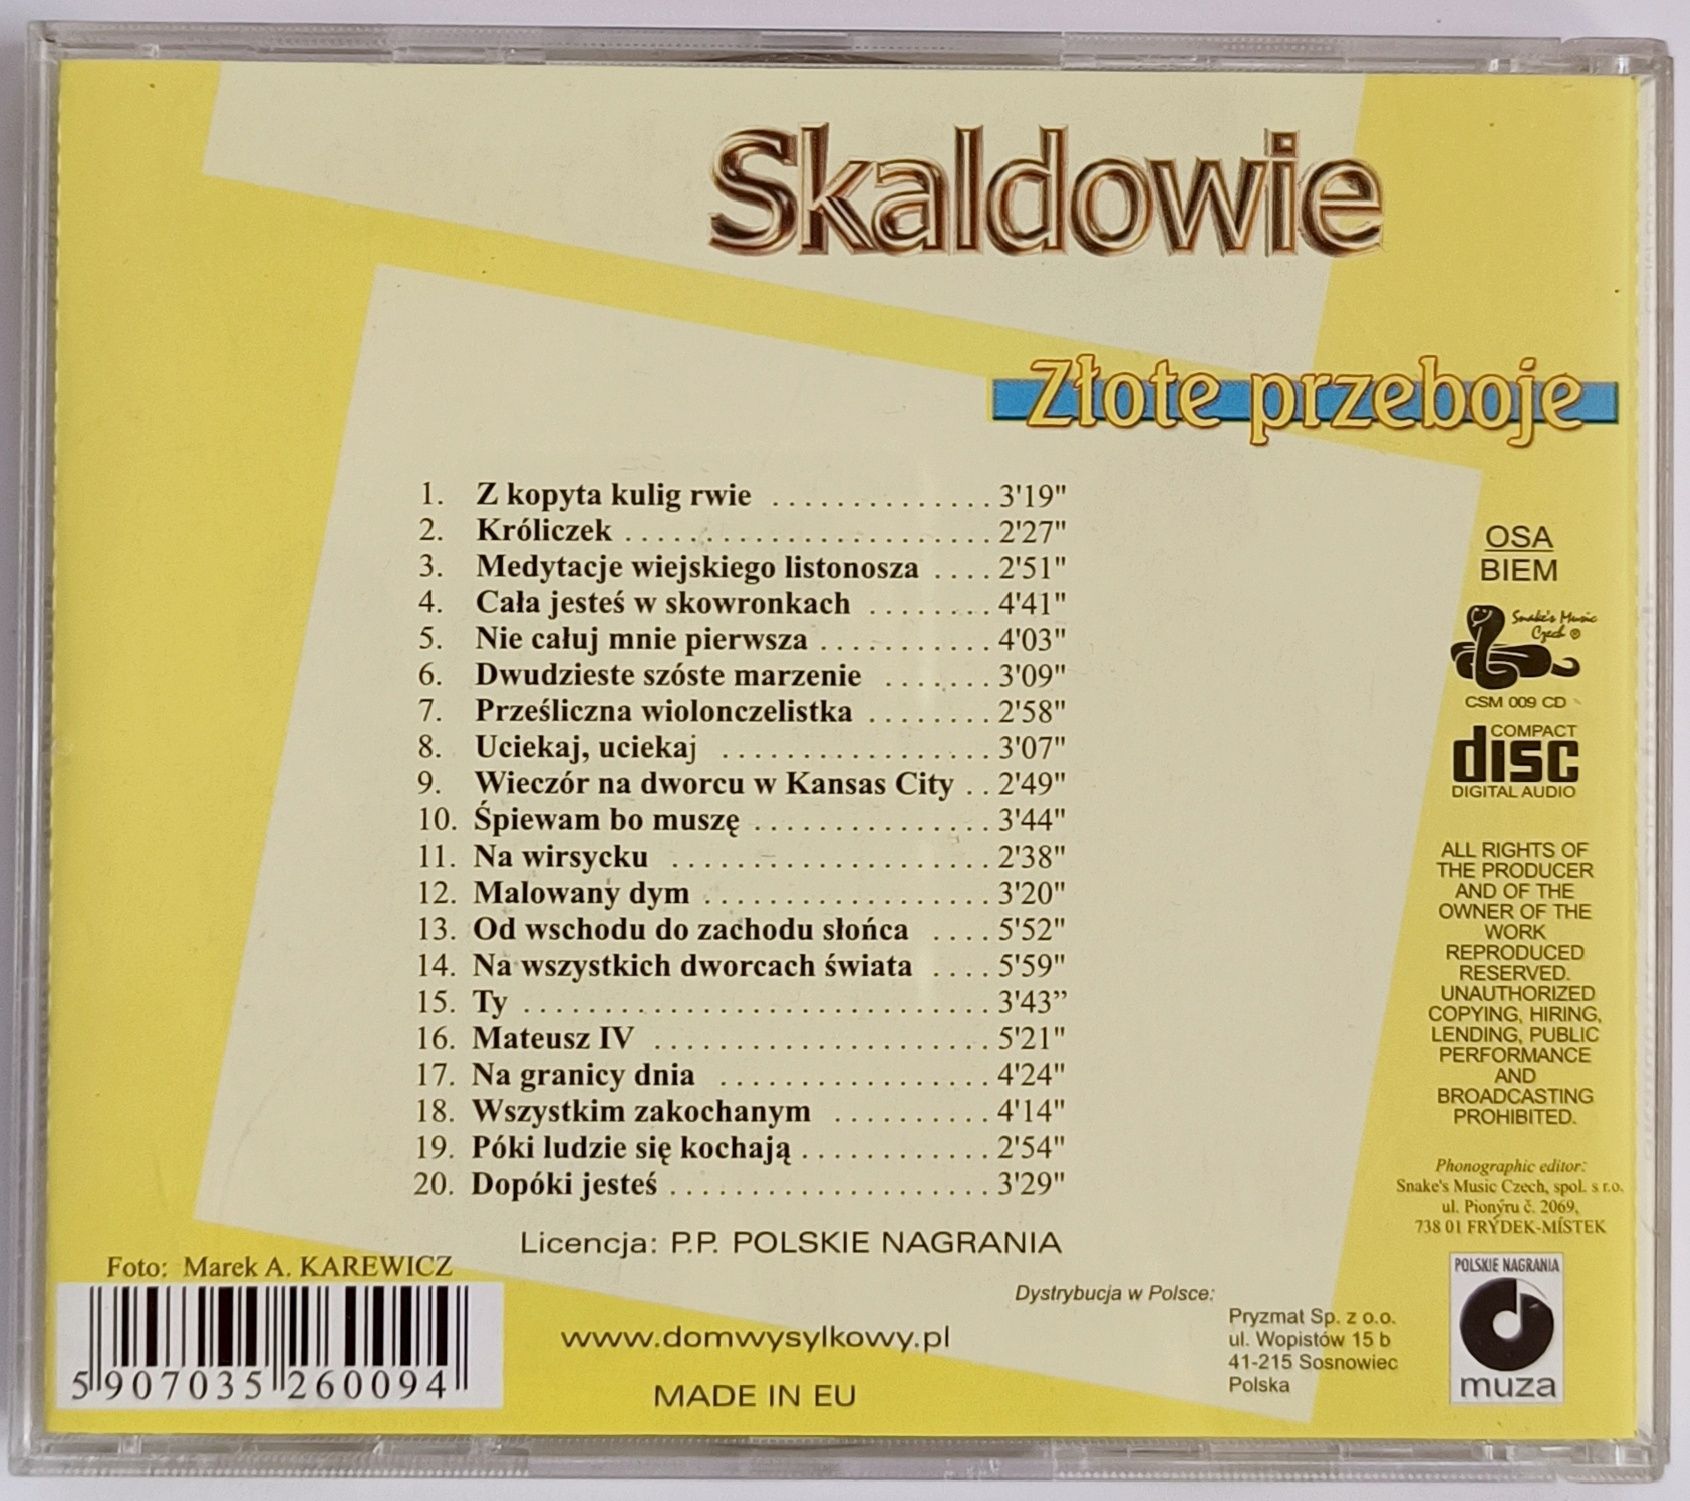 Skaldowie
Złote przeboje
1. Z kopyta kulig rwie .............. 3'19"
2. Króliczek ....................... 2'27"
3. Medytacje wiejskiego listonosza .... 2'51"
4. Cała jesteś w skowronkach ........ 4'41"
5. Nie całuj mnie pierwsza ........... 4'03"
6. Dwudzieste szóste marzenie ....... 3'09"
7. Prześliczna wiolonczelistka ........ 2'58"
8. Uciekaj, uciekaj ................. 3'07"
9. Wieczór na dworcu w Kansas City .. 2'49"
10. Śpiewam bo muszę ............... 3'44"
11. Na wirsycku .................... 2'38"
12. Malowany dym .................. 3'20"
13. Od wschodu do zachodu słońca .... 5'52"
14. Na wszystkich dworcach świata .... 5'59"
15. Ty ............................. 3'43”
16. Mateusz IV ..................... 5'21"
17. Na granicy dnia ................. 4'24"
18. Wszystkim zakochanym .......... 4'14"
19. Póki ludzie się kochają ............ 2'54"
20. Dopóki jesteś .................... 3'29"
Licencja: P.P. POLSKIE NAGRANIA
OSA
BIEM
Snake's Music
Czech ®
CSM 009 CD
COMPACT
disc
DIGITAL AUDIO
ALL RIGHTS OF
THE PRODUCER
AND OF THE
OWNER OF THE
WORK
REPRODUCED
RESERVED.
UNAUTHORIZED
COPYING, HIRING,
LENDING, PUBLIC
PERFORMANCE
AND
BROADCASTING
PROHIBITED.
Phonographic editor:
Snake's Music Czech, spol. s r.o.
ul. Pionýru č. 2069,
738 01 FRÝDEK-MÍSTEK
POLSKIE NAGRANIA
muza
Foto: Marek A. KAREWICZ
5 907035 260094
www.domwysylkowy.pl
MADE IN EU
Dystrybucja w Polsce:
Pryzmat Sp. z o.o.
ul. Wopistów 15 b
41-215 Sosnowiec
Polska